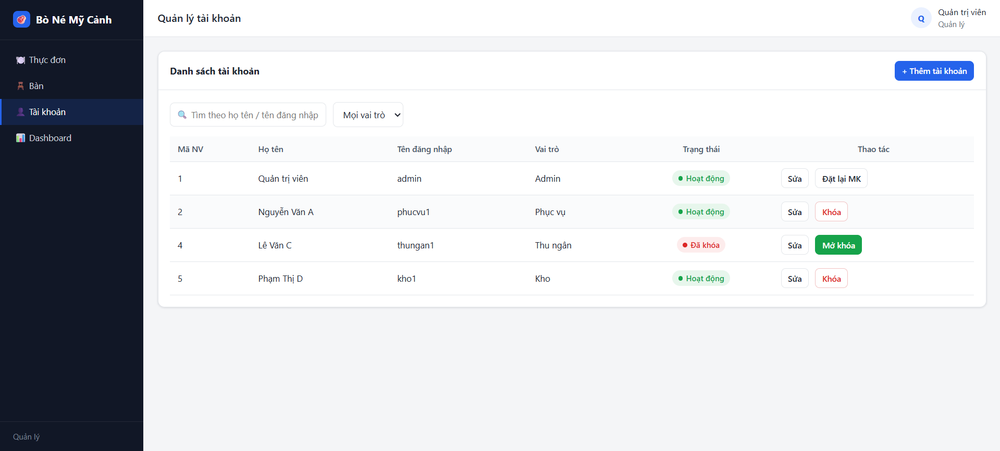 Bò Né Mỹ Cảnh
Thực đơn
Bàn
Tài khoản
Dashboard
Quản lý
Quản lý tài khoản
Q
Quản trị viên
Quản lý
Danh sách tài khoản
+ Thêm tài khoản
Tìm theo họ tên / tên đăng nhập
Mọi vai trò
Mã NV Họ tên Tên đăng nhập Vai trò Trạng thái Thao tác
1 Quản trị viên admin Admin Hoạt động Sửa Đặt lại MK
2 Nguyễn Văn A phucvu1 Phục vụ Hoạt động Sửa Khóa
4 Lê Văn C thungan1 Thu ngân Đã khóa Sửa Mở khóa
5 Phạm Thị D kho1 Kho Hoạt động Sửa Khóa